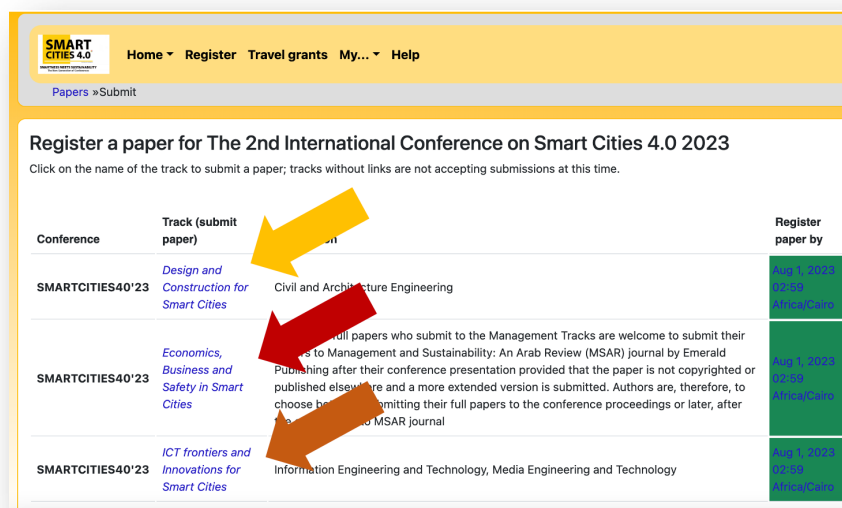 SMART
CITIES 4.0
SMARTNESS MEETS SUSTAINABILITY
Home Register Travel grants My... Help
Papers »Submit
Register a paper for The 2nd International Conference on Smart Cities 4.0 2023
Click on the name of the track to submit a paper; tracks without links are not accepting submissions at this time.
Conference
Track (submit
paper)
Register
paper by
SMARTCITIES40'23
Design and
Construction for
Smart Cities
Civil and Architecture Engineering
Aug 1, 2023
02:59
Africa/Cairo
SMARTCITIES40'23
Economics,
Business and
Safety in Smart
Cities
full papers who submit to the Management Tracks are welcome to submit their
to Management and Sustainability: An Arab Review (MSAR) journal by Emerald
Publishing after their conference presentation provided that the paper is not copyrighted or
published elsewhere and a more extended version is submitted. Authors are, therefore, to
choose submitting their full papers to the conference proceedings or later, after
MSAR journal
Aug 1, 2023
02:59
Africa/Cairo
SMARTCITIES40'23
ICT frontiers and
Innovations for
Smart Cities
Information Engineering and Technology, Media Engineering and Technology
Aug 1, 2023
02:59
Africa/Cairo